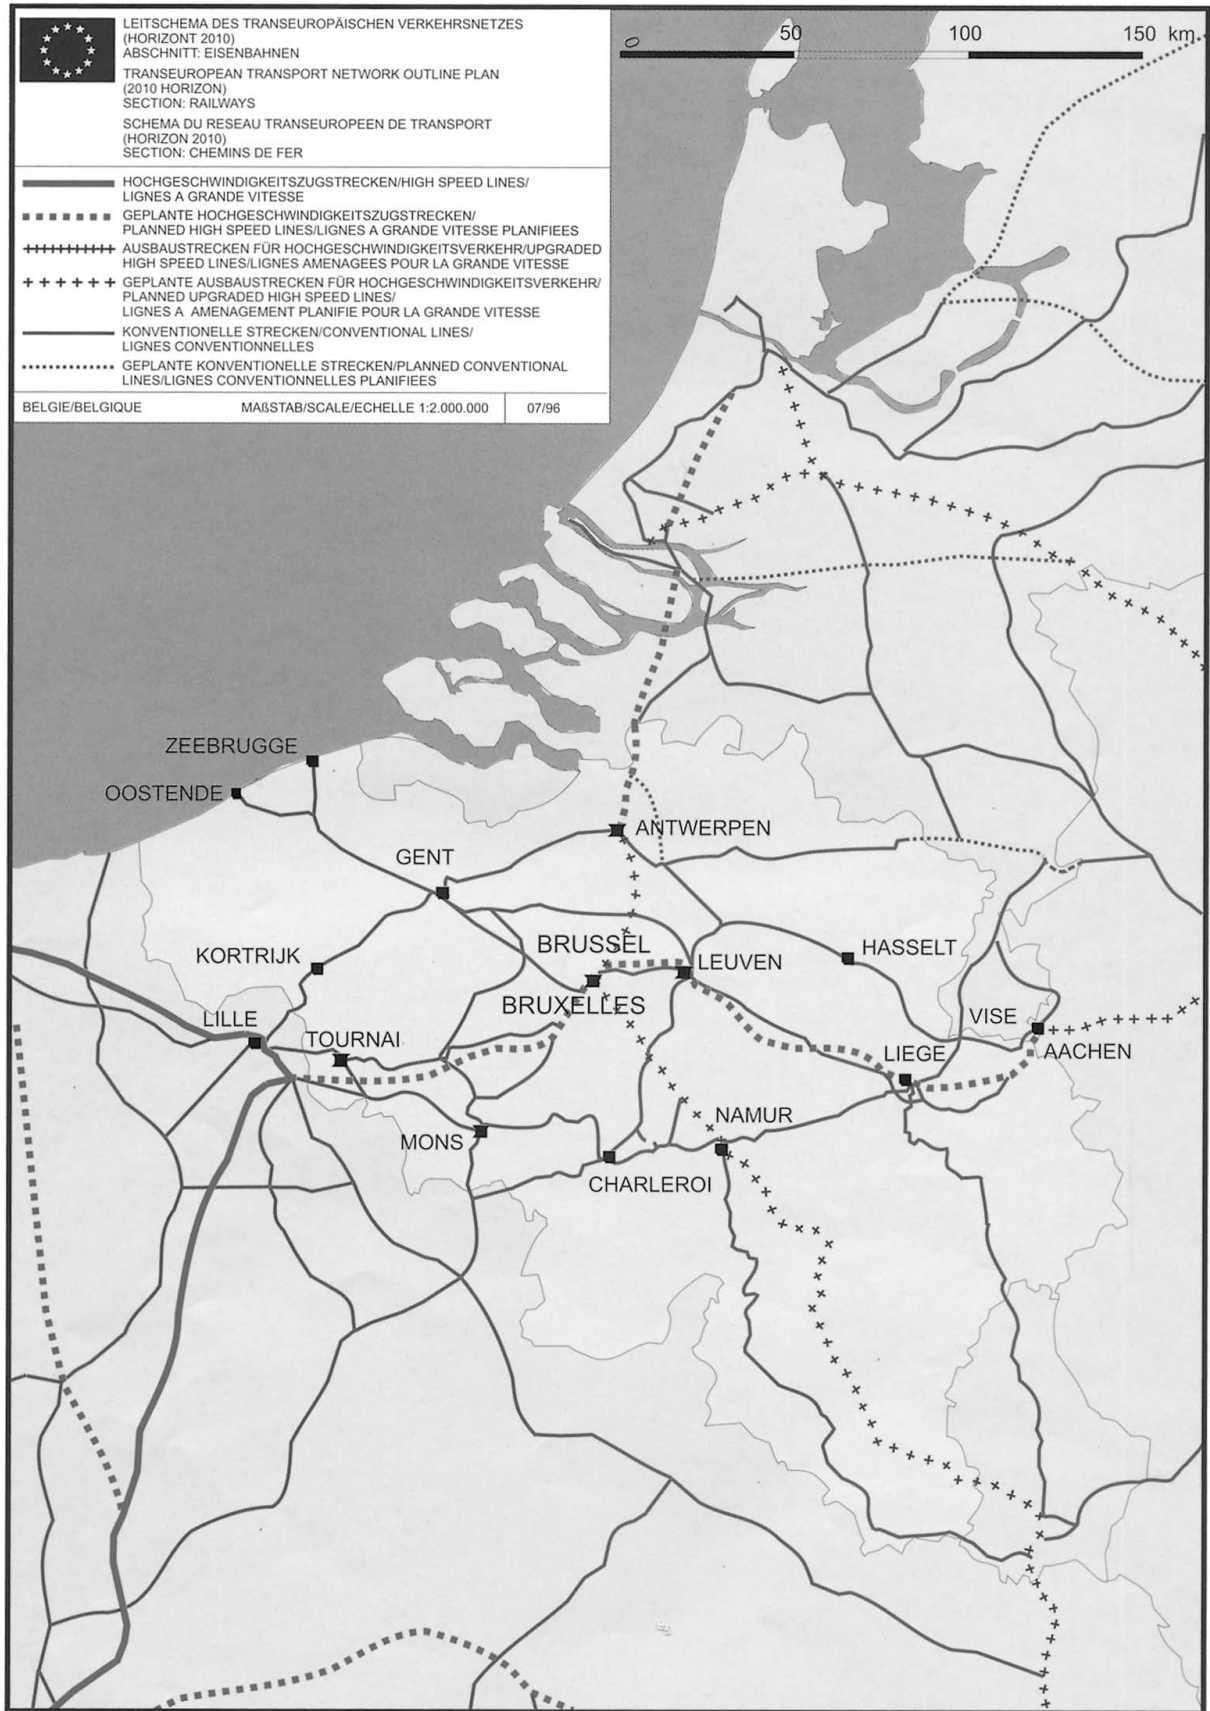 LEITSCHEMA DES TRANSEUROPÄISCHEN VERKEHRSNETZES
(HORIZONT 2010)
ABSCHNITT: EISENBAHNEN
TRANSEUROPEAN TRANSPORT NETWORK OUTLINE PLAN
(2010 HORIZON)
SECTION: RAILWAYS
SCHEMA DU RESEAU TRANSEUROPEEN DE TRANSPORT
(HORIZON 2010)
SECTION: CHEMINS DE FER
HOCHGESCHWINDIGKEITSZUGSTRECKEN/HIGH SPEED LINES/
LIGNES A GRANDE VITESSE
GEPLANTE HOCHGESCHWINDIGKEITSZUGSTRECKEN/
PLANNED HIGH SPEED LINES/LIGNES A GRANDE VITESSE PLANIFIEES
AUSBAUSTRECKEN FÜR HOCHGESCHWINDIGKEITSVERKEHR/UPGRADED
HIGH SPEED LINES/LIGNES AMENAGEES POUR LA GRANDE VITESSE
GEPLANTE AUSBAUSTRECKEN FÜR HOCHGESCHWINDIGKEITSVERKEHR/
PLANNED UPGRADED HIGH SPEED LINES/
LIGNES A AMENAGEMENT PLANIFIE POUR LA GRANDE VITESSE
KONVENTIONELLE STRECKEN/CONVENTIONAL LINES/
LIGNES CONVENTIONNELLES
GEPLANTE KONVENTIONELLE STRECKEN/PLANNED CONVENTIONAL
LINES/LIGNES CONVENTIONNELLES PLANIFIEES
BELGIE/BELGIQUE MAßSTAB/SCALE/ECHELLE 1:2.000.000 07/96
0 50 100 150 km
ZEEBRUGGE
OOSTENDE
ANTWERPEN
GENT
KORTRIJK
BRUSSEL
LEUVEN
HASSELT
BRUXELLES
LILLE
TOURNAI
VISE
AACHEN
LIEGE
MONS
NAMUR
CHARLEROI